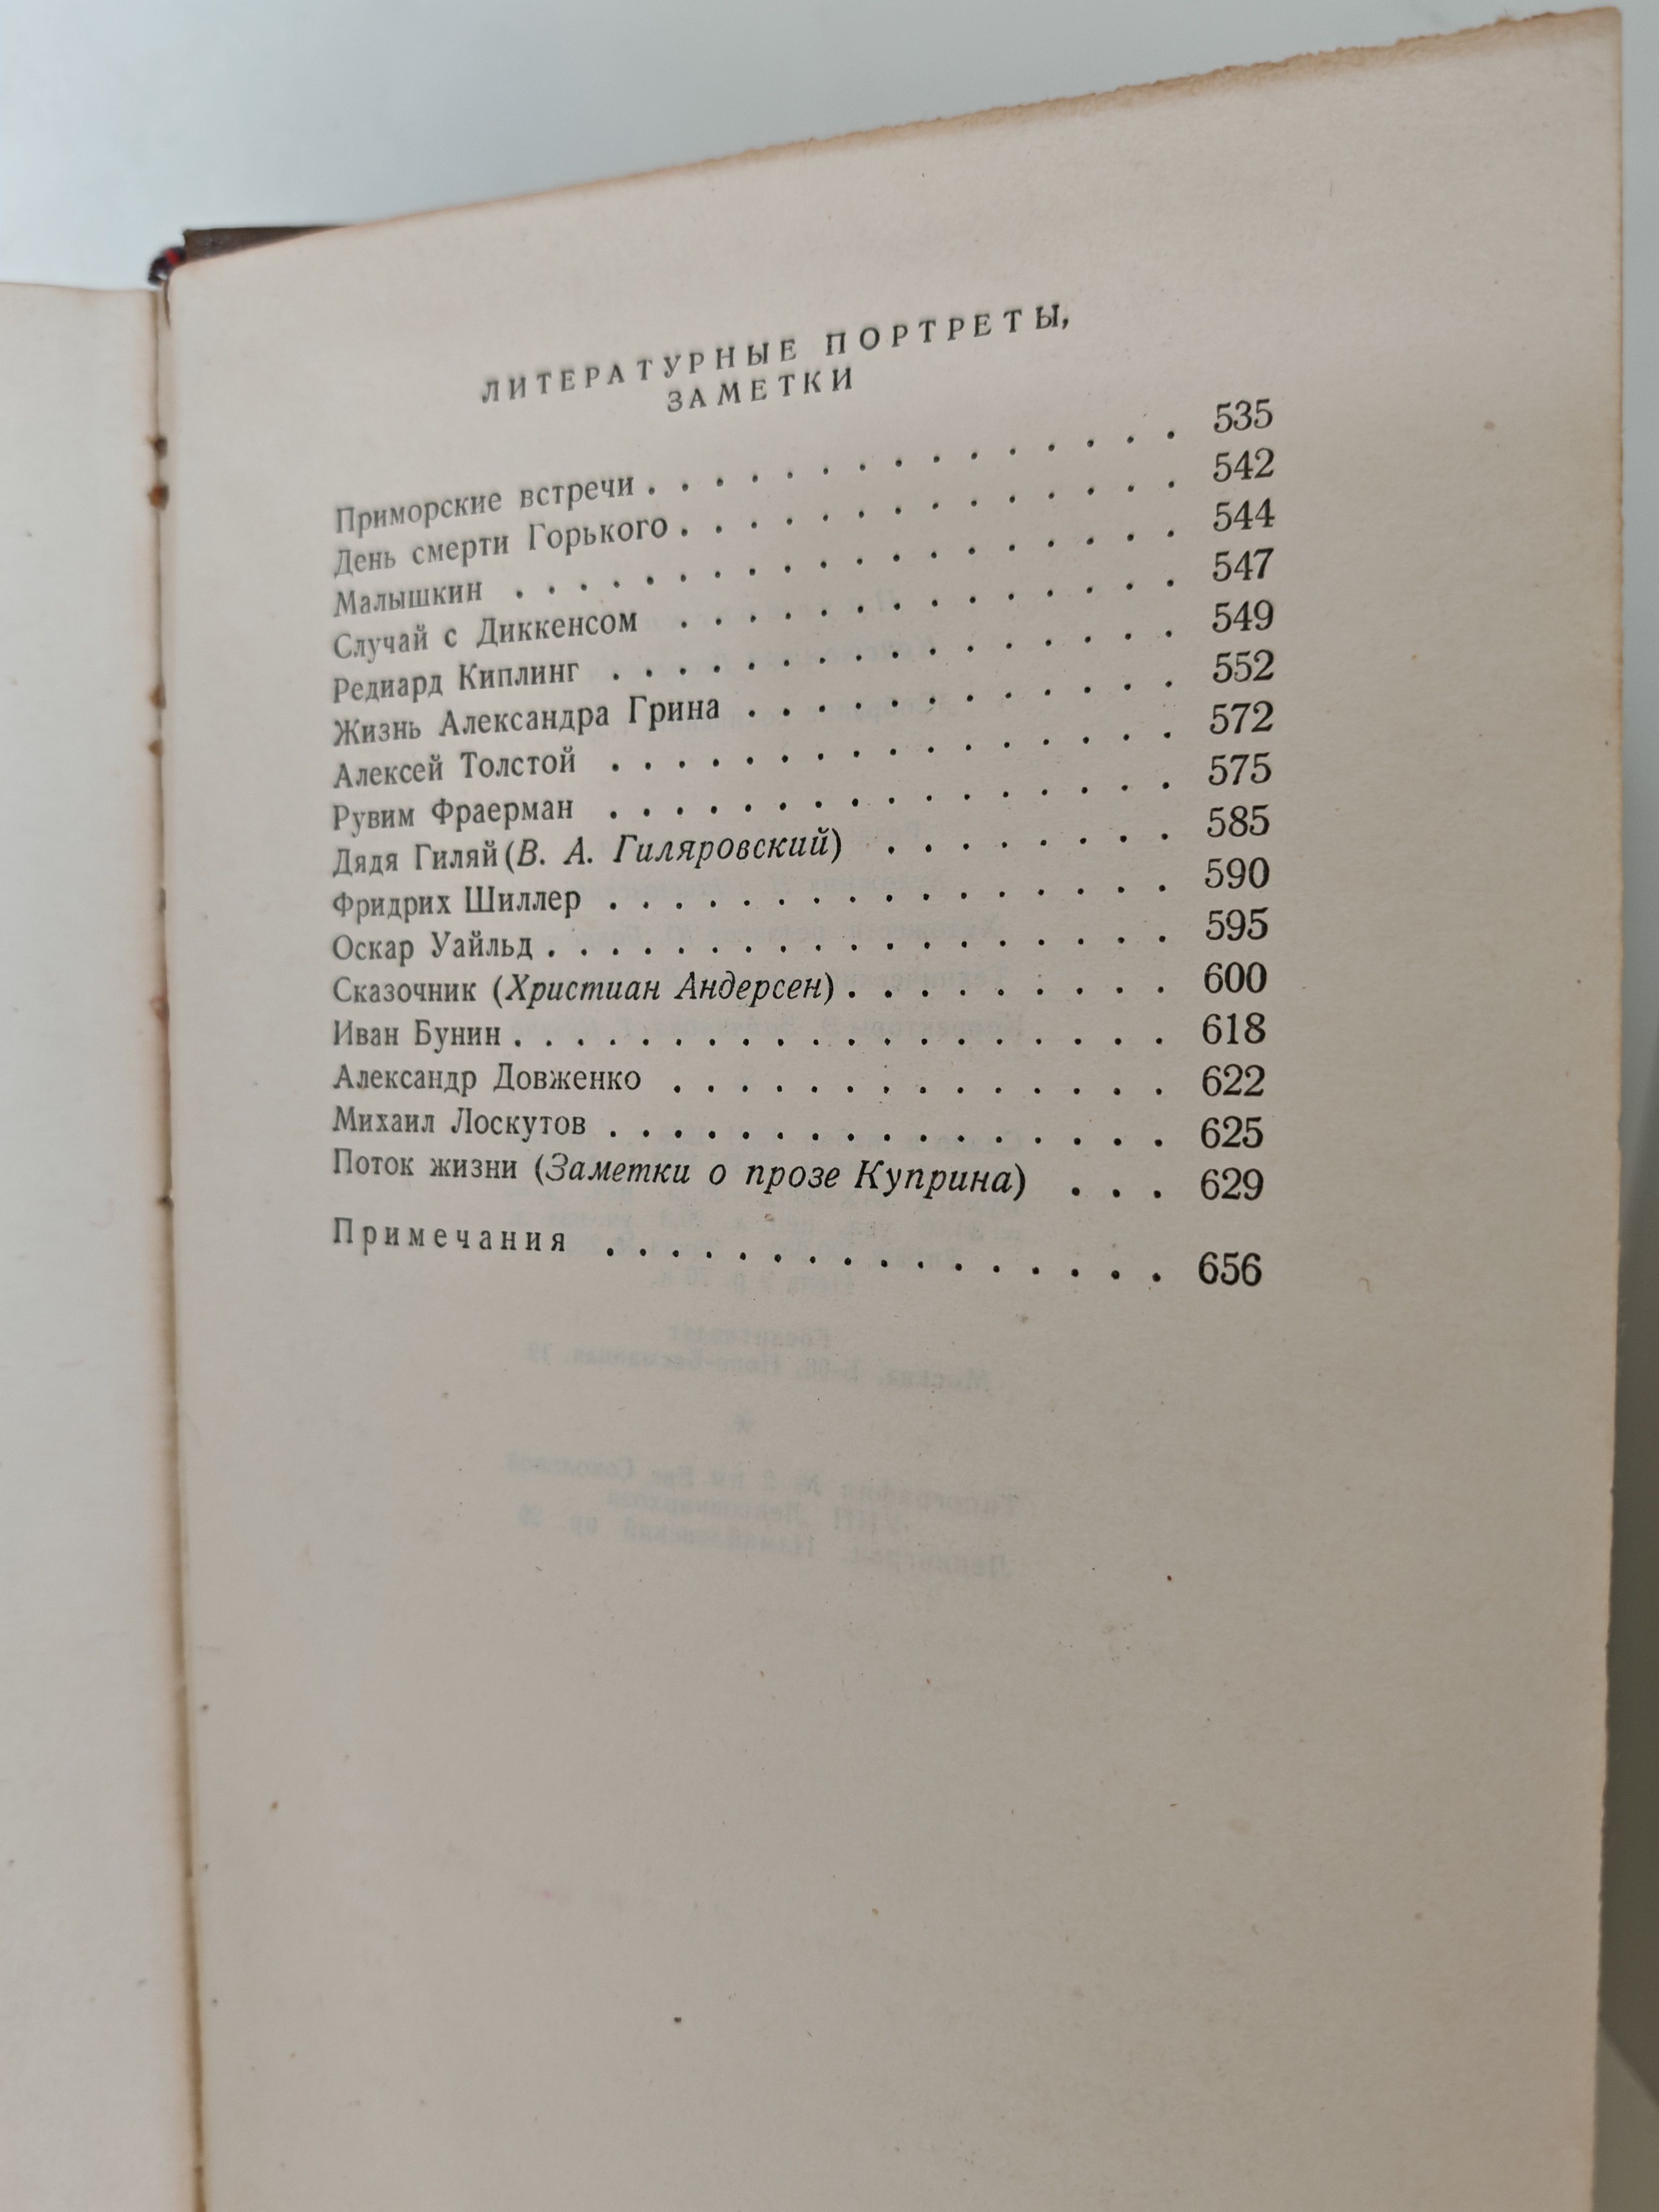 ЛИТЕРАТУРНЫЕ ПОРТРЕТЫ,
ЗАМЕТКИ
Приморские встречи . . . . . . . . . . . . . . . 535
День смерти Горького . . . . . . . . . . . . . . 542
Малышкин . . . . . . . . . . . . . . . . . . . 544
Случай с Диккенсом . . . . . . . . . . . . . . 547
Редиард Киплинг . . . . . . . . . . . . . . . . 549
Жизнь Александра Грина . . . . . . . . . . . . 552
Алексей Толстой . . . . . . . . . . . . . . . . 572
Рувим Фраерман . . . . . . . . . . . . . . . . 575
Дядя Гиляй (В. А. Гиляровский) . . . . . . . . 585
Фридрих Шиллер . . . . . . . . . . . . . . . . 590
Оскар Уайльд . . . . . . . . . . . . . . . . . . 595
Сказочник (Христиан Андерсен) . . . . . . . . . 600
Иван Бунин . . . . . . . . . . . . . . . . . . . 618
Александр Довженко . . . . . . . . . . . . . . 622
Михаил Лоскутов . . . . . . . . . . . . . . . . 625
Поток жизни (Заметки о прозе Куприна) . . . 629
Примечания . . . . . . . . . . . . . . . . 656